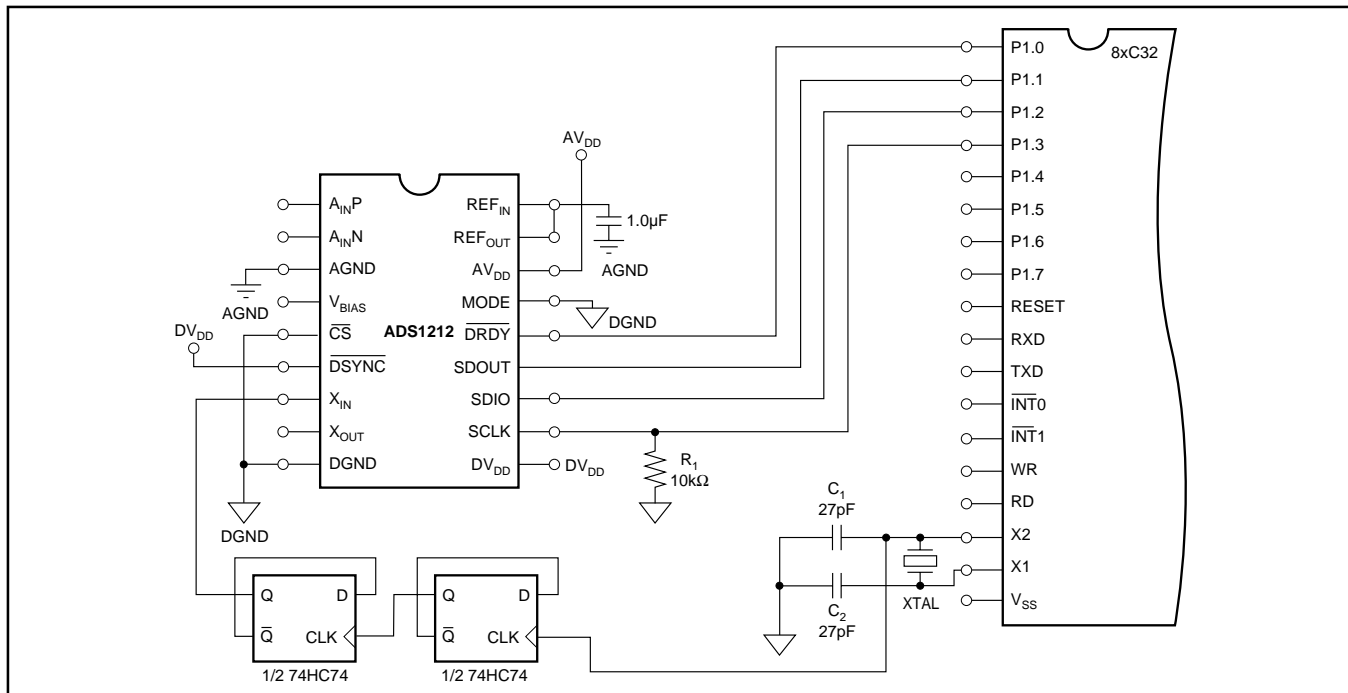 8xC32
P1.0
P1.1
P1.2
P1.3
P1.4
P1.5
P1.6
P1.7
RESET
RXD
TXD
INT0
INT1
WR
RD
X2
X1
VSS
AVDD
AINP
AINN
AGND
VBIAS
CS
DSYNC
XIN
XOUT
DGND
ADS1212
REFIN
REFOUT
AVDD
MODE
DRDY
SDOUT
SDIO
SCLK
DVDD
DVDD
1.0µF
AGND
DGND
AGND
DVDD
DGND
R1
10kΩ
C1
27pF
C2
27pF
XTAL
Q
D
Q
CLK
1/2 74HC74
Q
D
Q
CLK
1/2 74HC74